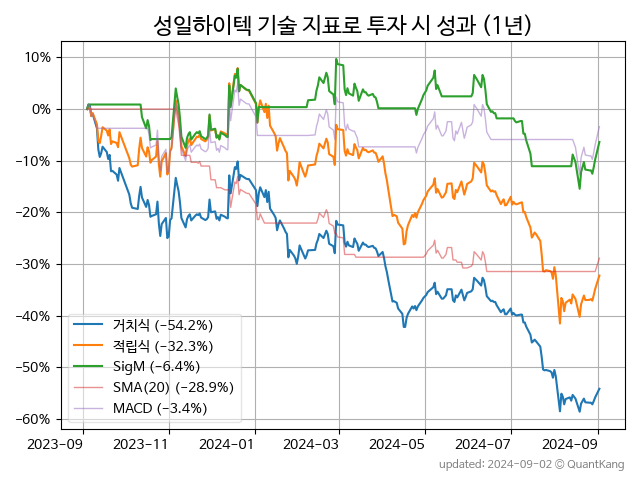 성일하이텍 기술 지표로 투자 시 성과 (1년)
10%
0%
−10%
−20%
−30%
−40%
−50%
−60%
거치식 (−54.2%)
적립식 (−32.3%)
SigM (−6.4%)
SMA(20) (−28.9%)
MACD (−3.4%)
2023−09
2023−11
2024−01
2024−03
2024−05
2024−07
2024−09
updated: 2024−09−02 © QuantKang